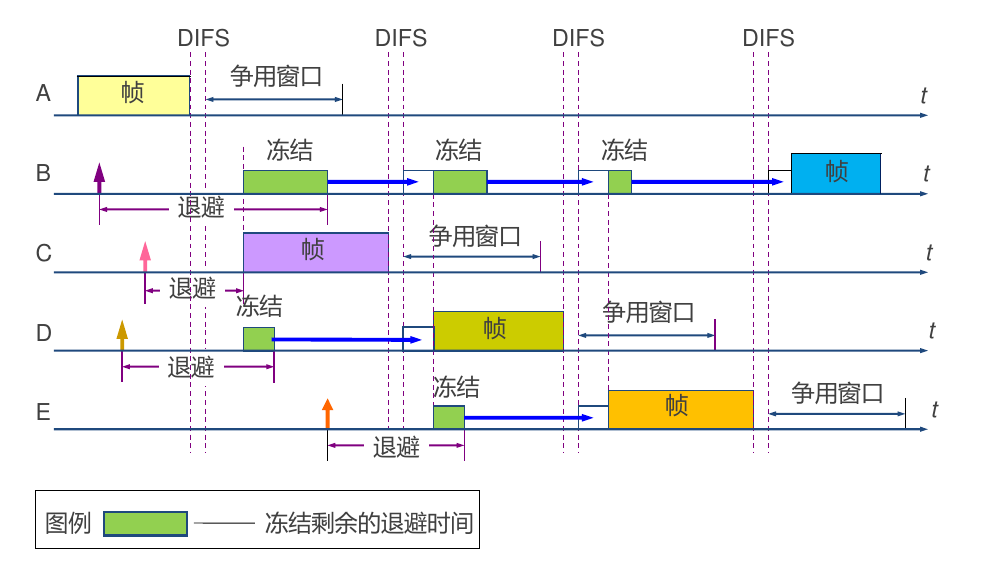 DIFS DIFS DIFS DIFS
A 帧 争用窗口 t
B 冻结 冻结 冻结 帧 t
退避
C 帧 争用窗口 t
退避
D 冻结 帧 争用窗口 t
退避
E 冻结 帧 争用窗口 t
退避
图例 冻结剩余的退避时间